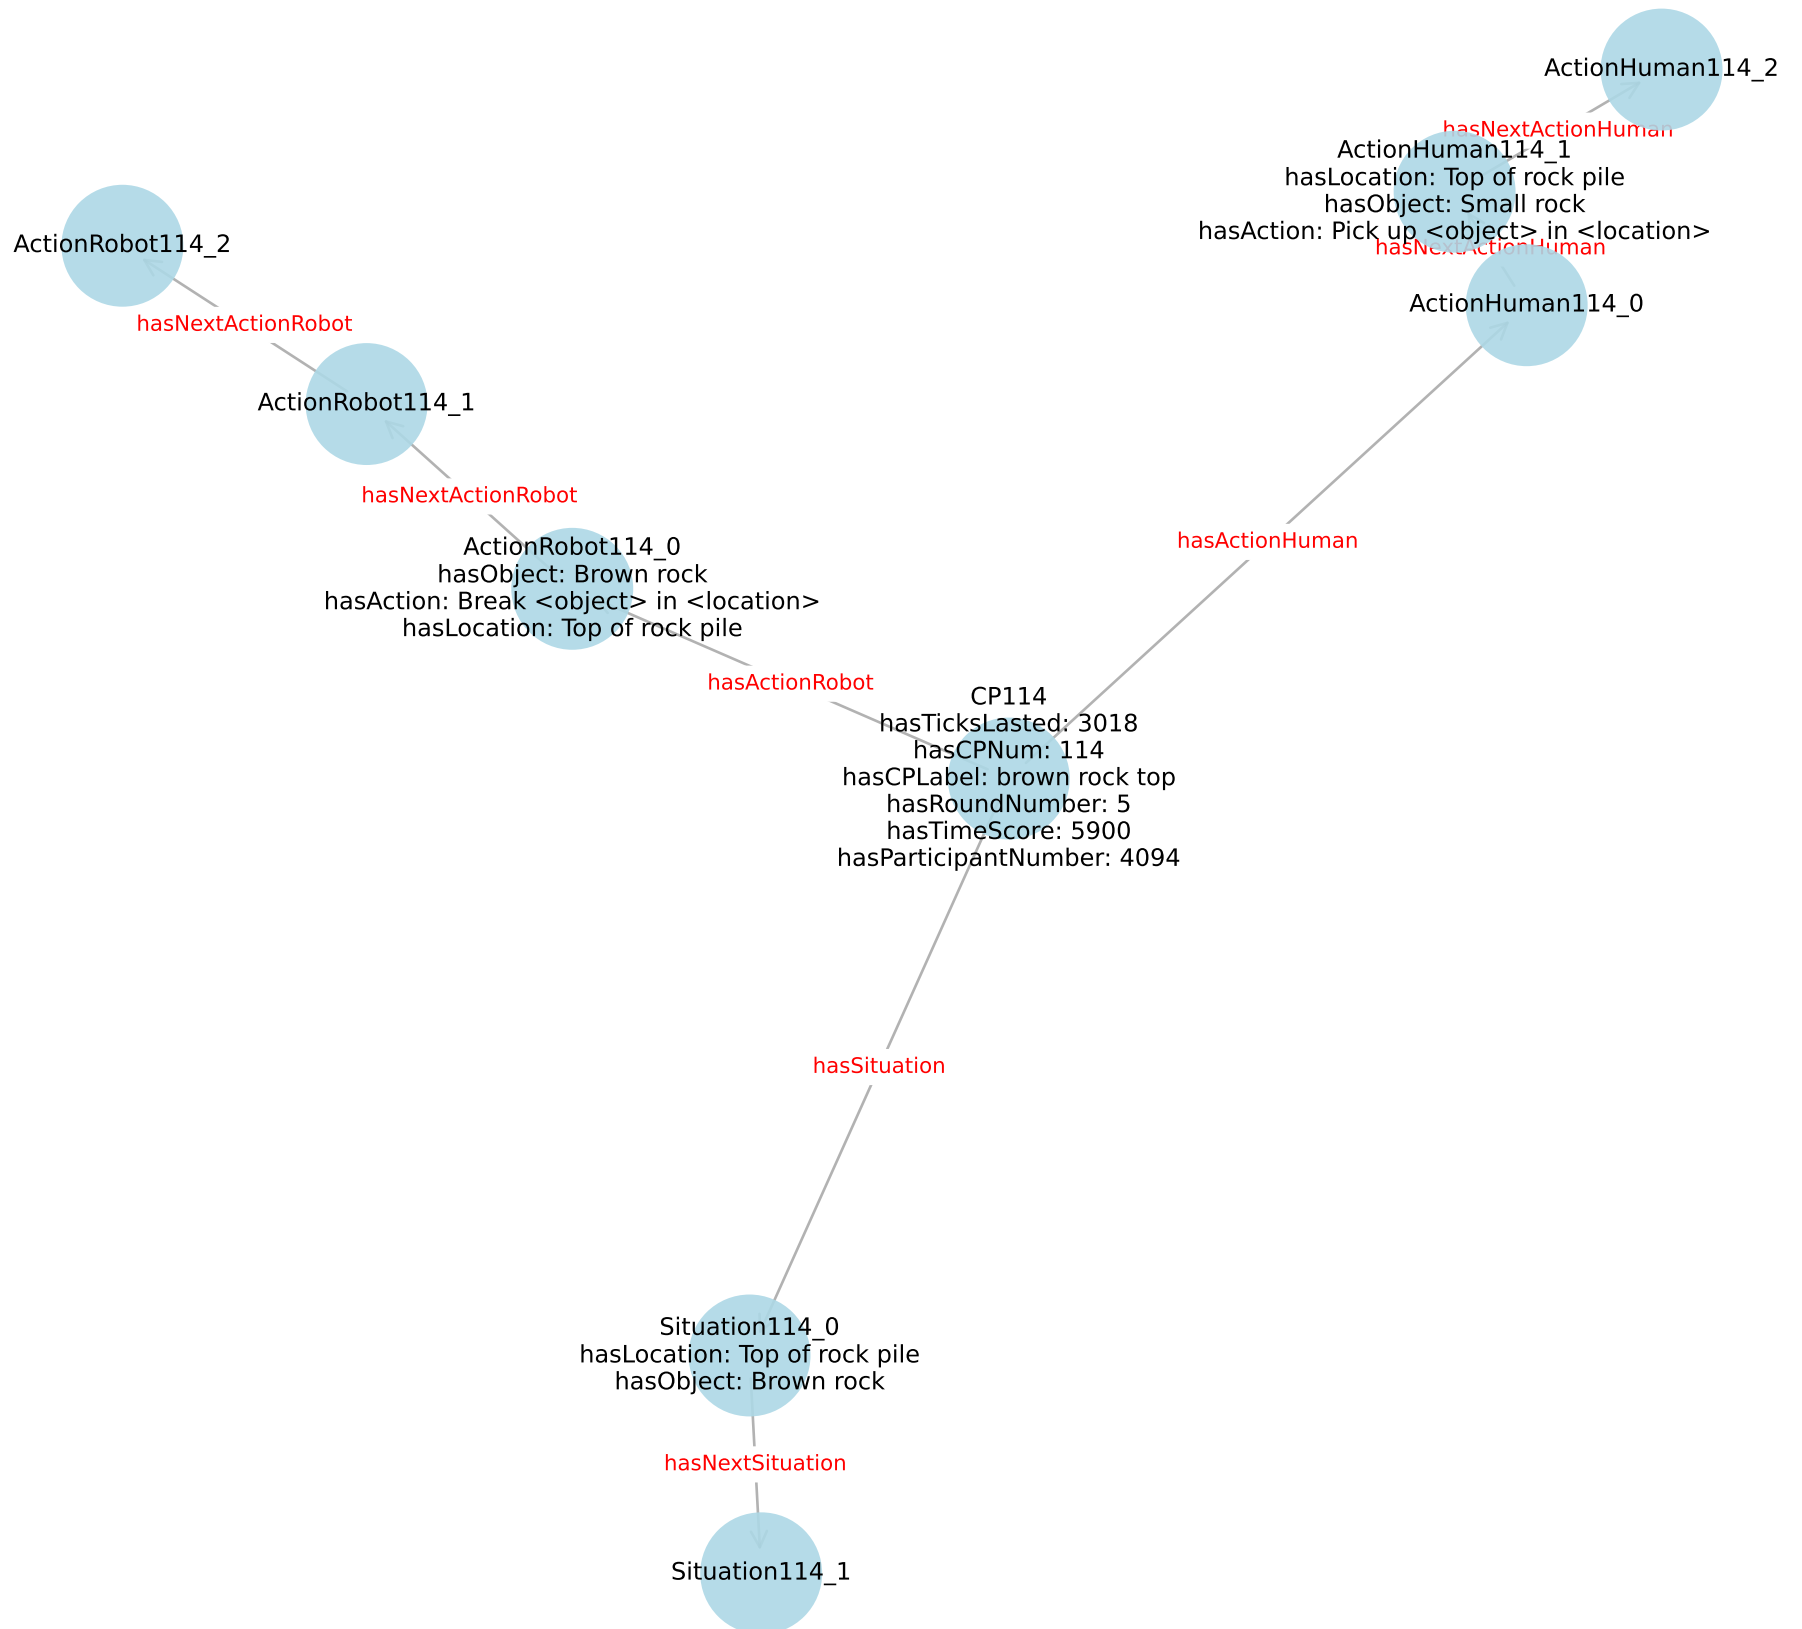 ActionHuman114_2
hasNextActionHuman
ActionHuman114_1
hasLocation: Top of rock pile
hasObject: Small rock
hasAction: Pick up <object> in <location>
hasNextActionHuman
ActionHuman114_0
ActionRobot114_2
hasNextActionRobot
ActionRobot114_1
hasNextActionRobot
ActionRobot114_0
hasObject: Brown rock
hasAction: Break <object> in <location>
hasLocation: Top of rock pile
hasActionHuman
hasActionRobot
CP114
hasTicksLasted: 3018
hasCPNum: 114
hasCPLabel: brown rock top
hasRoundNumber: 5
hasTimeScore: 5900
hasParticipantNumber: 4094
hasSituation
Situation114_0
hasLocation: Top of rock pile
hasObject: Brown rock
hasNextSituation
Situation114_1